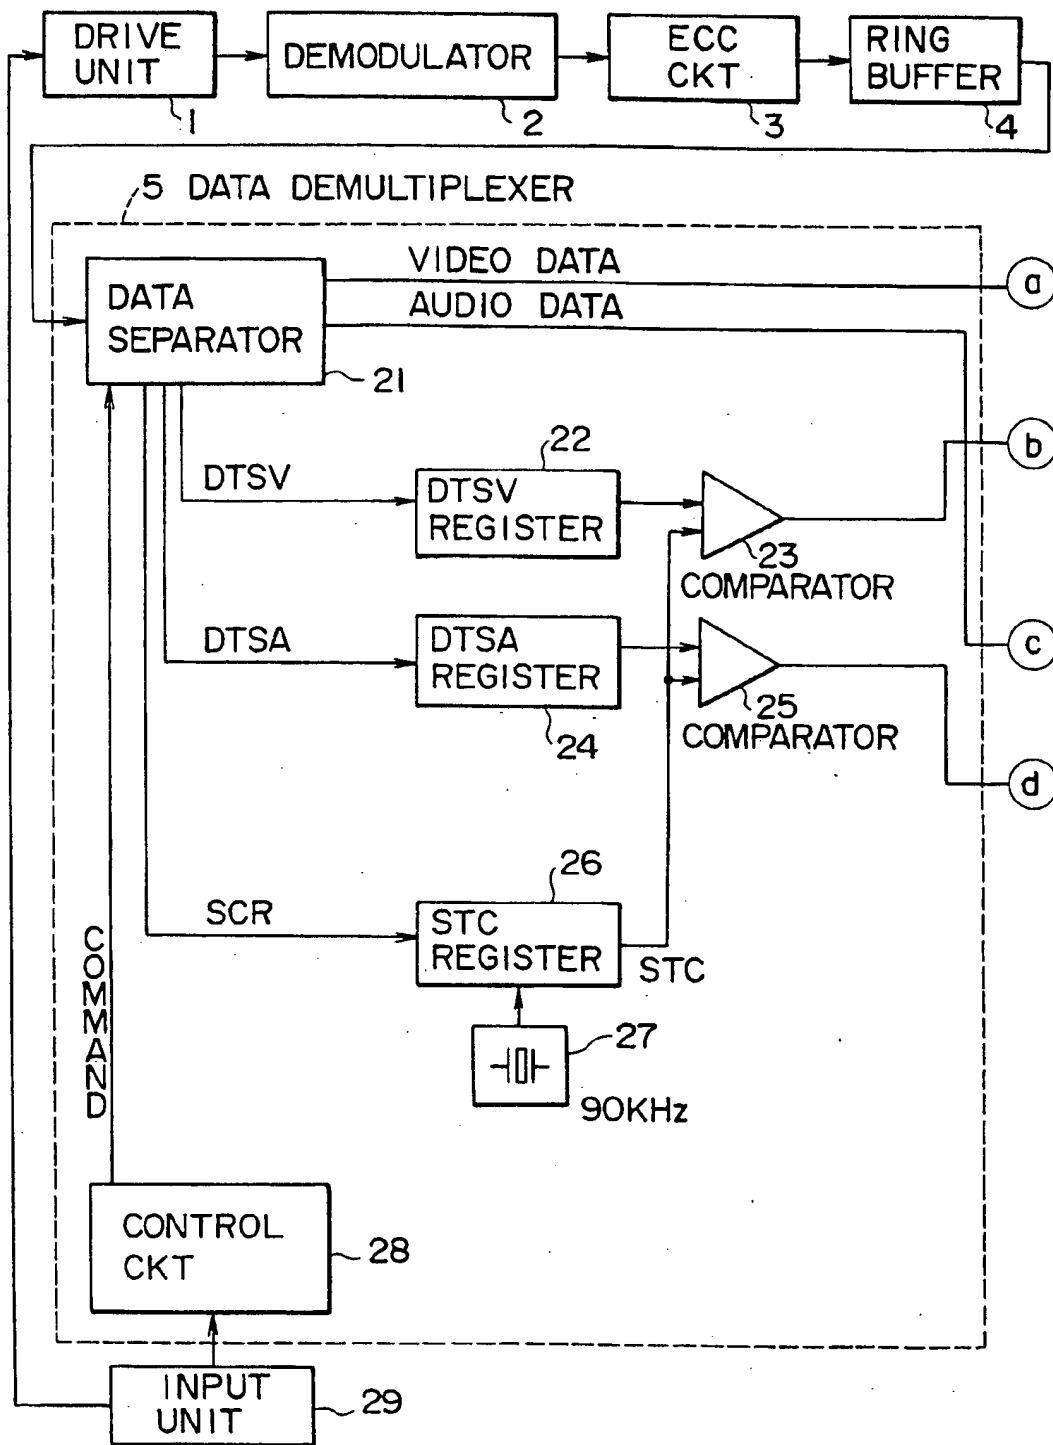 DRIVE
UNIT
1
DEMODULATOR
2
ECC
CKT
3
RING
BUFFER
4
5 DATA DEMULTIPLEXER
DATA
SEPARATOR
21
VIDEO DATA
a
AUDIO DATA
b
DTSV
22
DTSV
REGISTER
23
COMPARATOR
DTSA
DTSA
REGISTER
24
c
25
COMPARATOR
d
SCR
26
STC
REGISTER
STC
27
90KHz
COMMAND
CONTROL
CKT
28
INPUT
UNIT
29